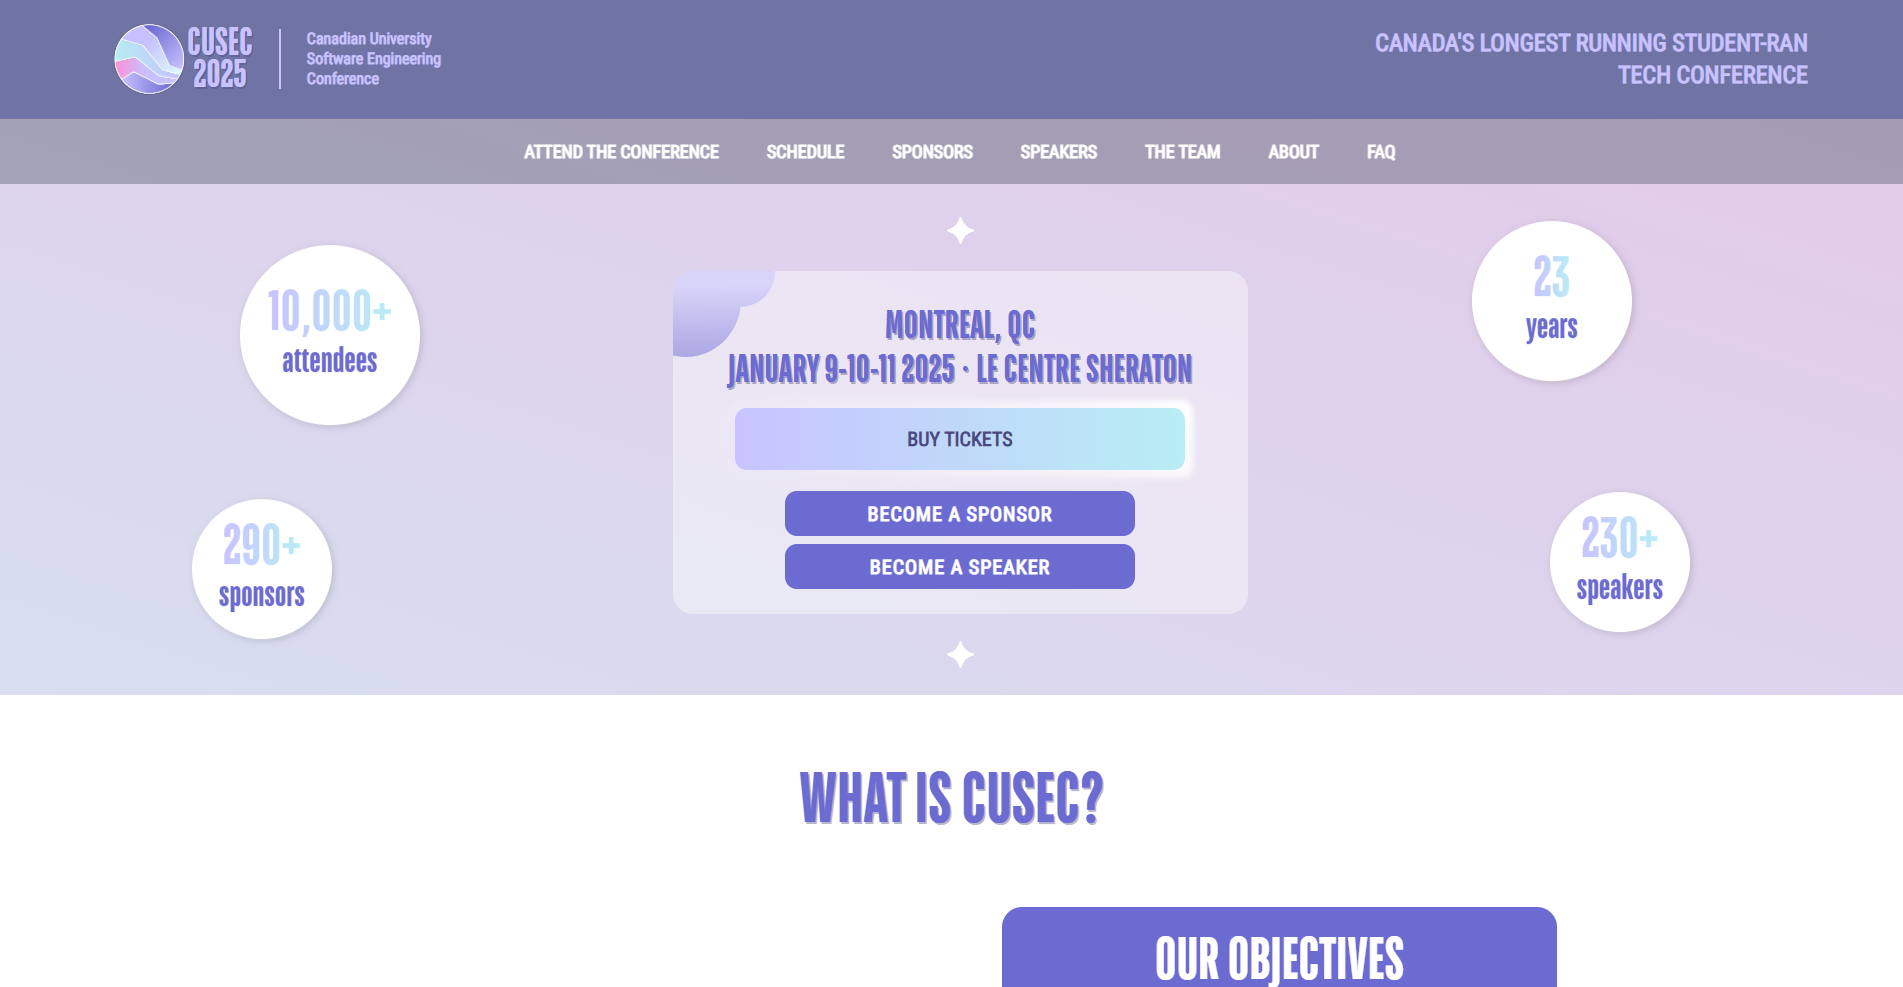 CUSEC
2025
Canadian University
Software Engineering
Conference
CANADA'S LONGEST RUNNING STUDENT-RAN
TECH CONFERENCE
ATTEND THE CONFERENCE SCHEDULE SPONSORS SPEAKERS THE TEAM ABOUT FAQ
10,000+
attendees
290+
sponsors
MONTREAL, QC
JANUARY 9-10-11 2025 · LE CENTRE SHERATON
BUY TICKETS
BECOME A SPONSOR
BECOME A SPEAKER
23
years
230+
speakers
WHAT IS CUSEC?
OUR OBJECTIVES